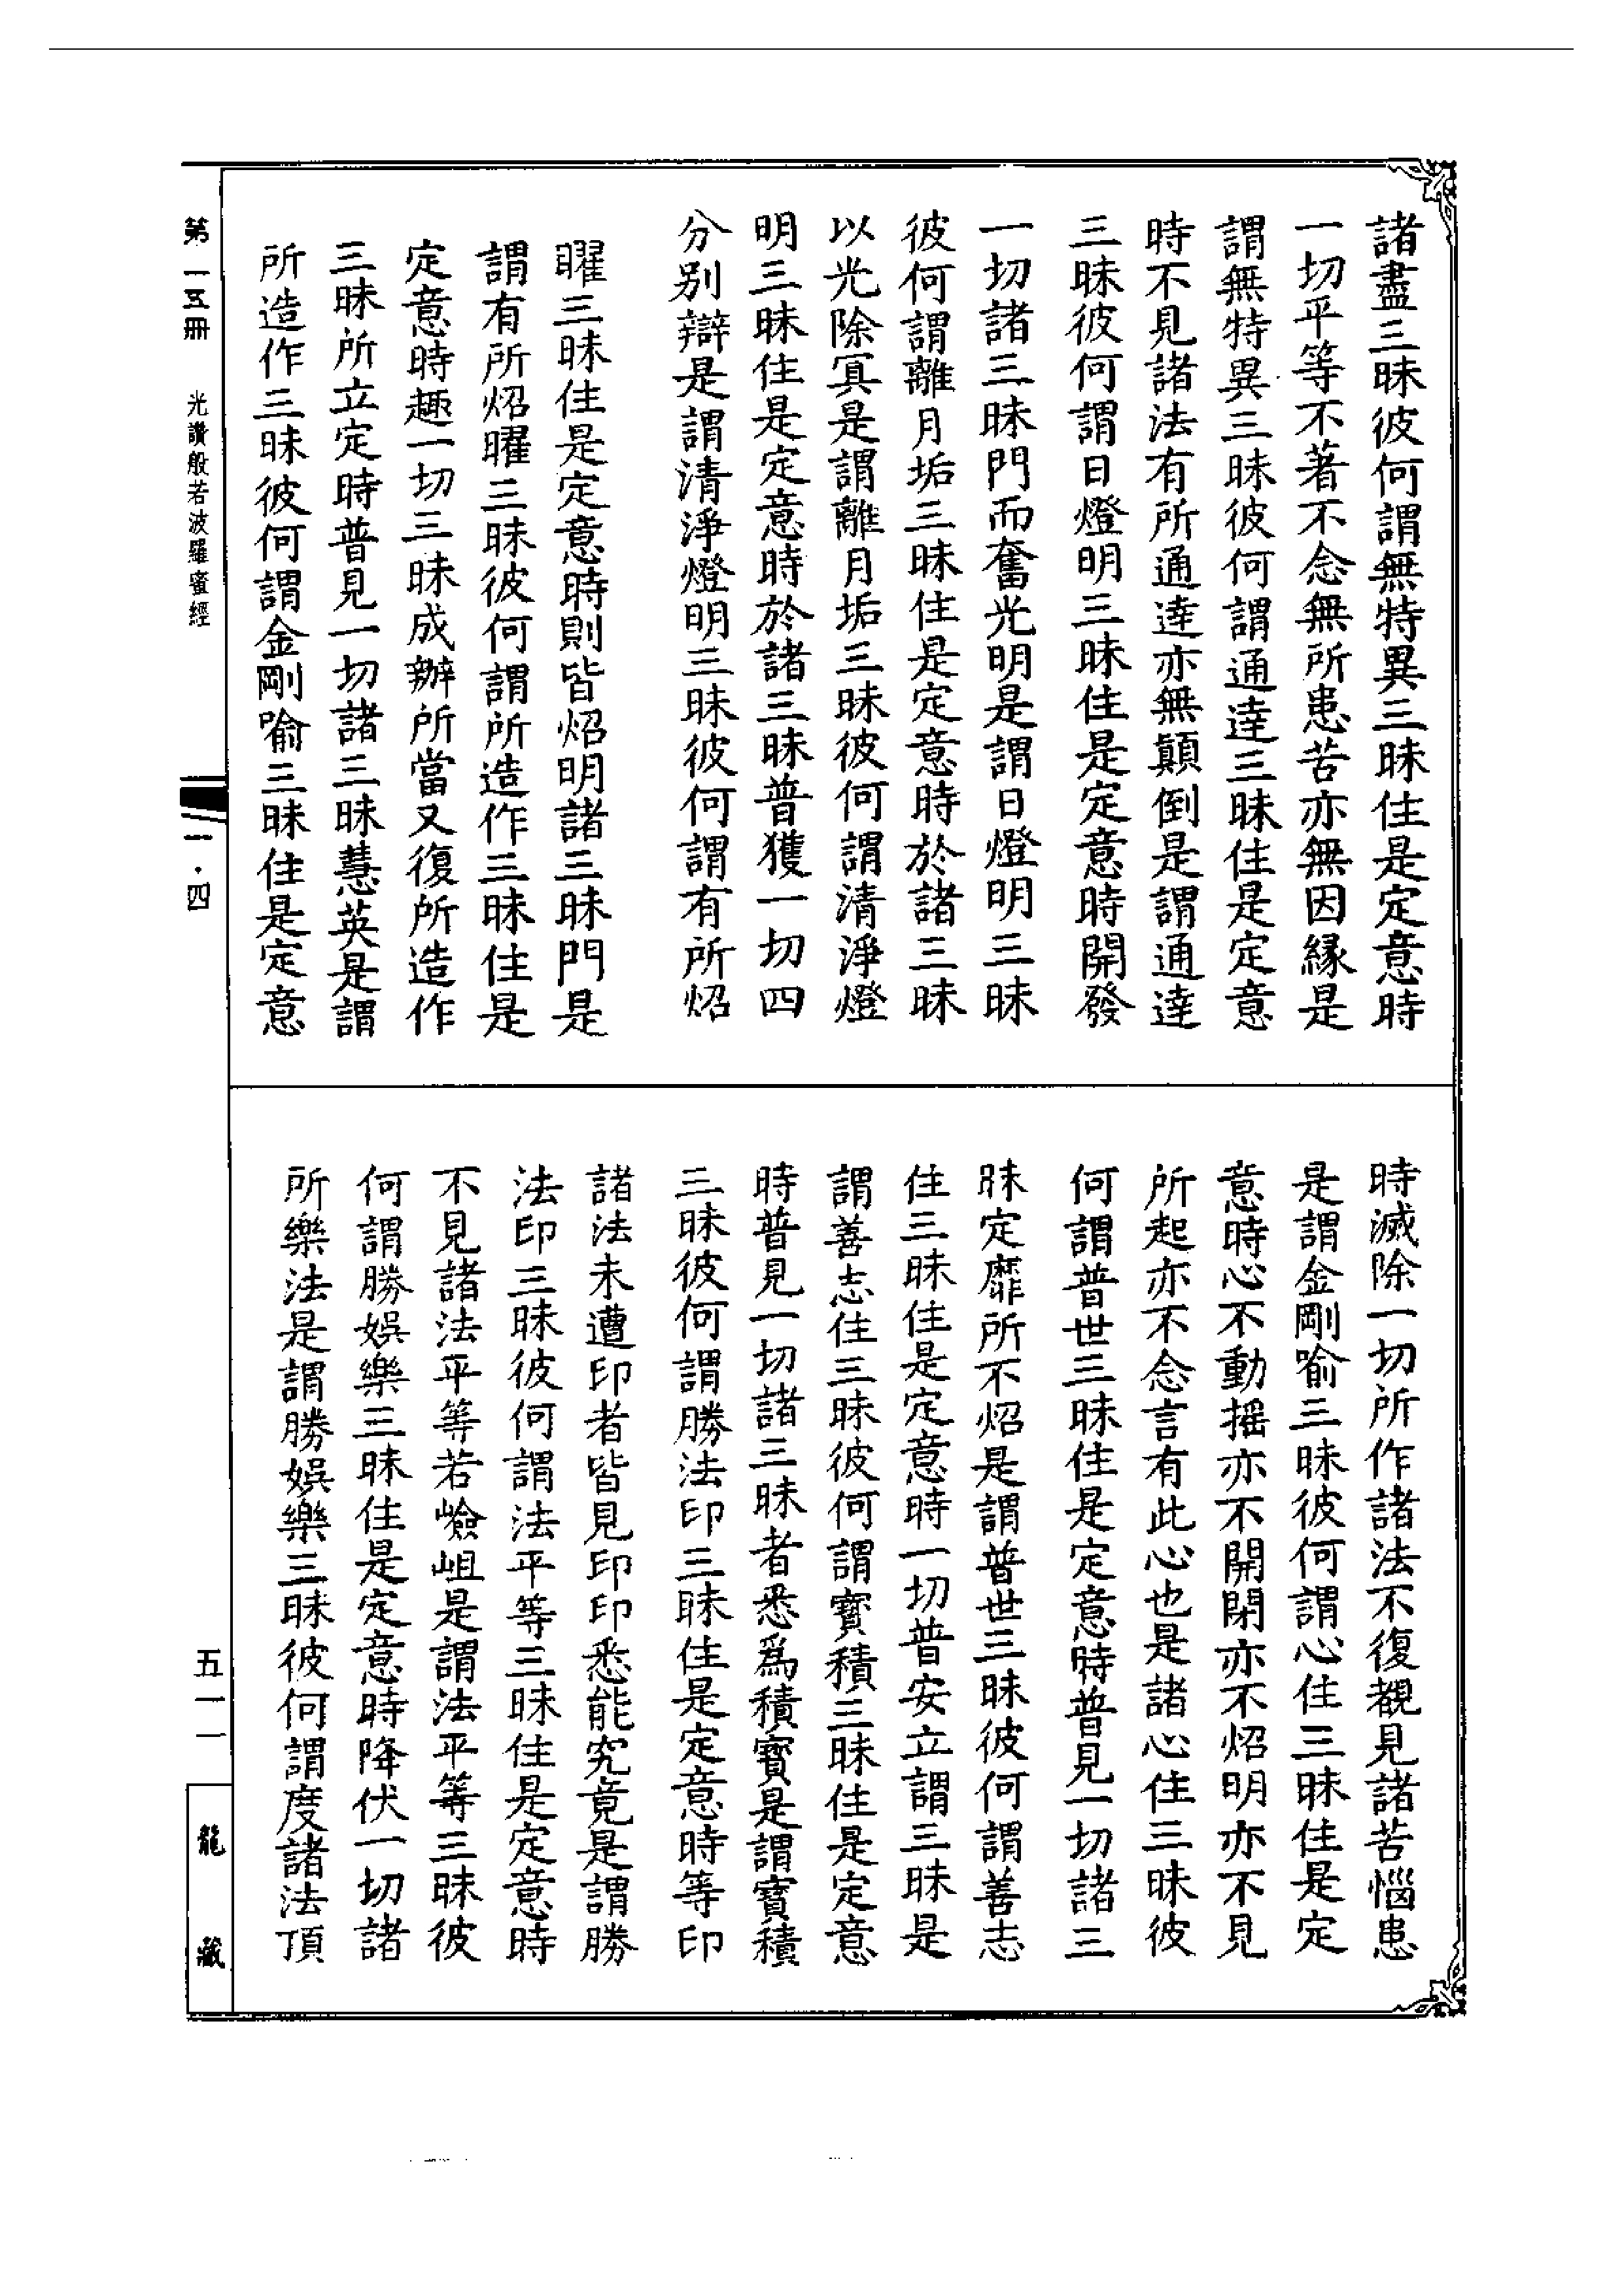 諸盡三昧彼何謂無特異三昧住是定意時
一切平等不著不念無所患苦亦無因緣是
謂無特異三昧彼何謂通達三昧住是定意
時不見諸法有所通達亦無顛倒是謂通達
三昧彼何謂日燈明三昧住是定意時開發
一切諸三昧門而奮光明是謂日燈明三昧
彼何謂離月垢三昧住是定意時於諸三昧
以光除冥是謂離月垢三昧彼何謂清淨燈
明三昧住是定意時於諸三昧普獲一切四
分別辯是謂清淨燈明三昧彼何謂有所炤
曜三昧住是定意時則皆炤明諸三昧門是
謂有所炤曜三昧彼何謂所造作三昧住是
定意時趣一切三昧成辦所當又復所造作
三昧所立定時普見一切諸三昧慧英是謂
所造作三昧彼何謂金剛喻三昧住是定意
時滅除一切所作諸法不復覩見諸苦惱患
是謂金剛喻三昧彼何謂心住三昧住是定
意時心不動搖亦不開閉亦不炤明亦不見
所起亦不念言有此心也是諸心住三昧彼
何謂普世三昧住是定意時普見一切諸三
昧定靡所不炤是謂普世三昧彼何謂善志
住三昧住是定意時一切普安立謂三昧是
謂善志住三昧彼何謂寶積三昧住是定意
時普見一切諸三昧者悉為積寶是謂寶積
三昧彼何謂勝法印三昧住是定意時等印
諸法未遭印者皆見印印悉能究竟是謂勝
法印三昧彼何謂法平等三昧住是定意時
不見諸法平等若嶮岨是謂法平等三昧彼
何謂勝娛樂三昧住是定意時降伏一切諸
所樂法是謂勝娛樂三昧彼何謂度諸法頂
第一五冊
光讚般若波羅蜜經
一·四
五一一
龍藏